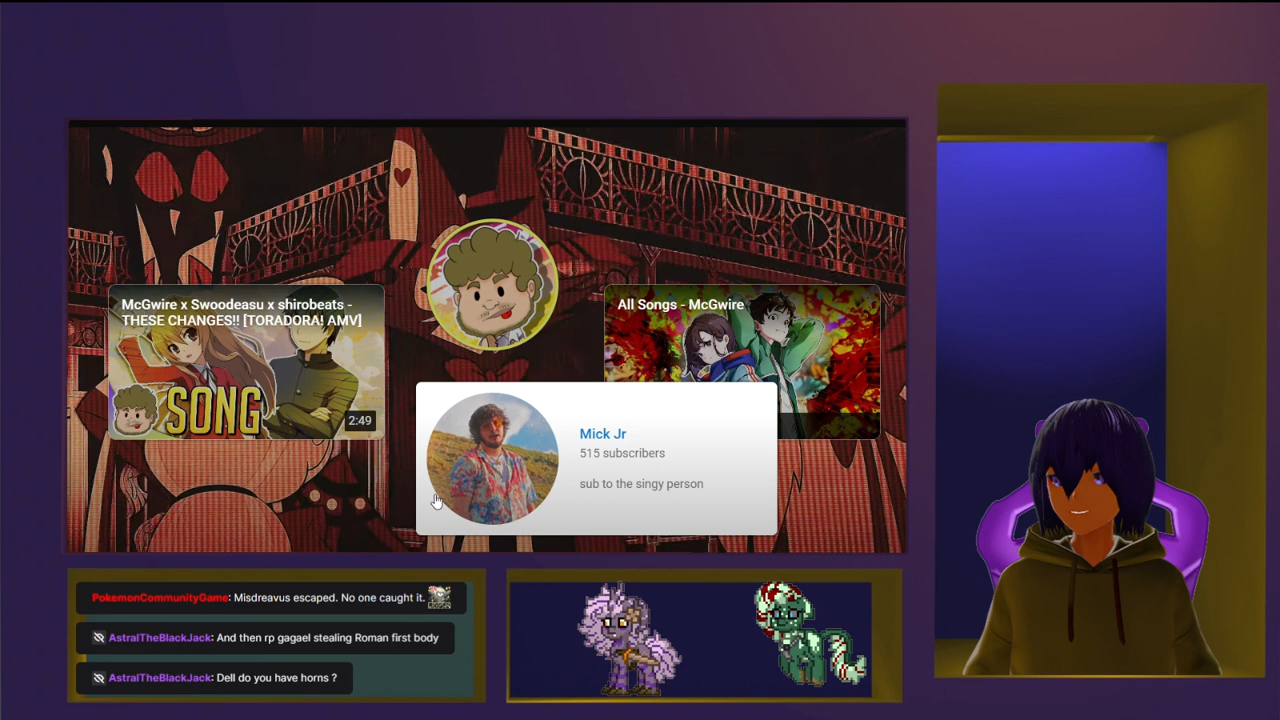 McGwire x Swoodeasu x shirobeats -
THESE CHANGES!! [TORADORA! AMV]
SONG
2:49
All Songs - McGwire
Mick Jr
515 subscribers
sub to the singy person
PokemonCommunityGame: Misdreavus escaped. No one caught it.
AstralTheBlackJack: And then rp gagael stealing Roman first body
AstralTheBlackJack: Dell do you have horns ?